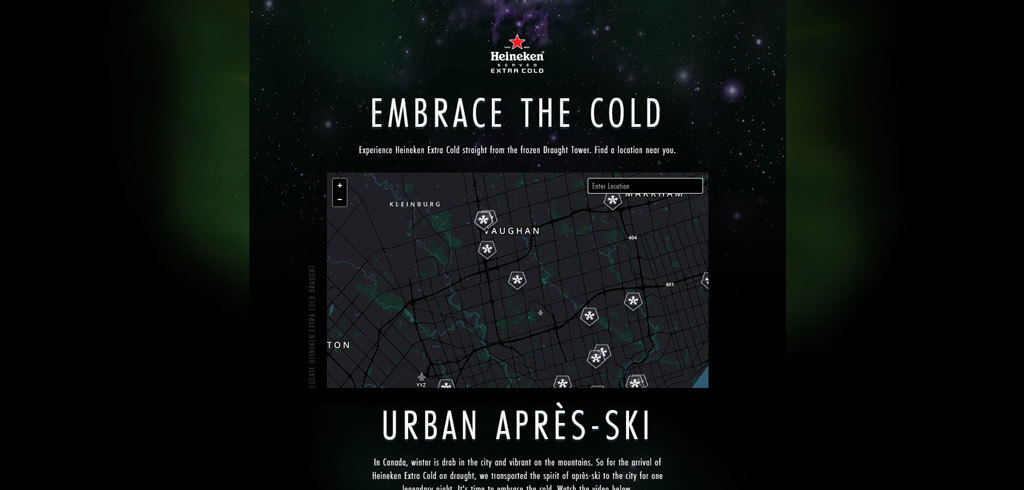 Heineken
SERVED
EXTRA COLD
EMBRACE THE COLD
Experience Heineken Extra Cold straight from the frozen Draught Tower. Find a location near you.
+
−
Enter Location
MARKHAM
KLEINBURG
VAUGHAN
404
401
TON
YYZ
LOCATE HEINEKEN EXTRA COLD DRAUGHT
URBAN APRÈS-SKI
In Canada, winter is drab in the city and vibrant on the mountains. So for the arrival of
Heineken Extra Cold on draught, we transported the spirit of après-ski to the city for one
legendary night. It's time to embrace the cold. Watch the video below.